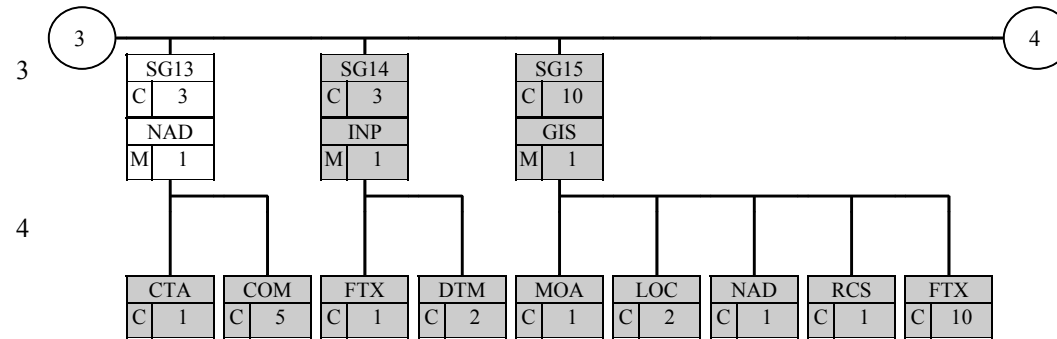 3 4
3 SG13 SG14 SG15
C 3 C 3 C 10
NAD INP GIS
M 1 M 1 M 1
4
CTA COM FTX DTM MOA LOC NAD RCS FTX
C 1 C 5 C 1 C 2 C 1 C 2 C 1 C 1 C 10